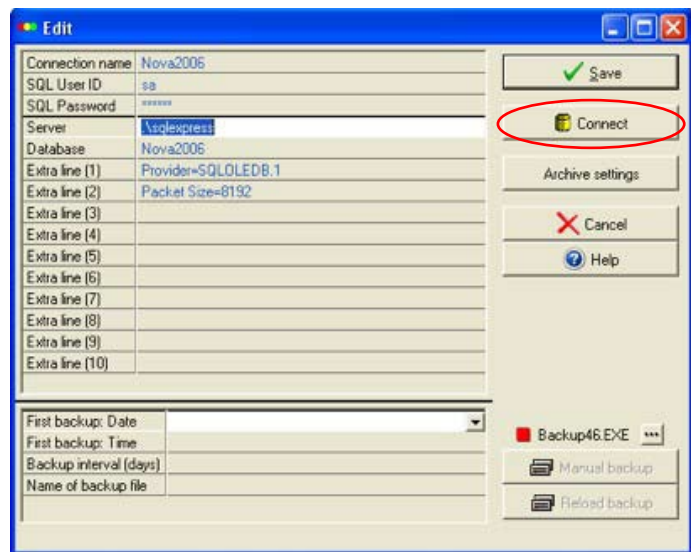 Edit
Connection name Nova2006
SQL User ID sa
SQL Password ******
Server .\sqlexpress
Database Nova2006
Extra line (1) Provider=SQLOLEDB.1
Extra line (2) Packet Size=8192
Extra line (3)
Extra line (4)
Extra line (5)
Extra line (6)
Extra line (7)
Extra line (8)
Extra line (9)
Extra line (10)
Save
Connect
Archive settings
Cancel
Help
First backup: Date
First backup: Time
Backup interval (days)
Name of backup file
Backup46.EXE ...
Manual backup
Reload backup